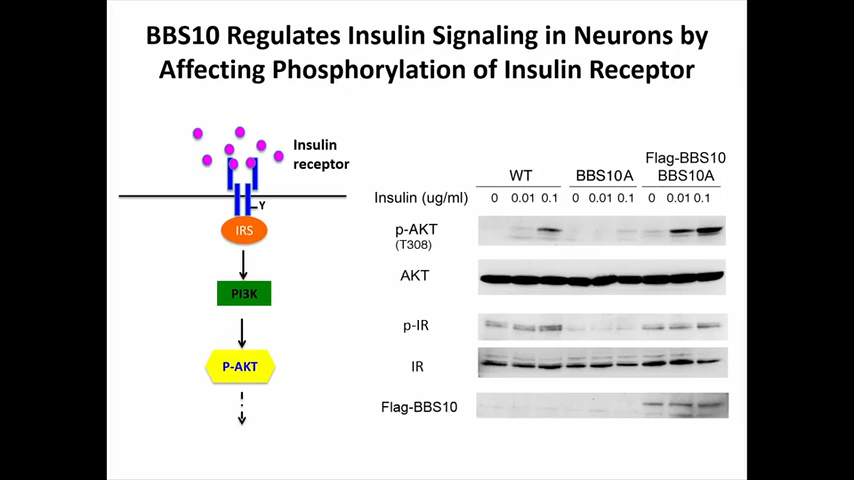 BBS10 Regulates Insulin Signaling in Neurons by
Affecting Phosphorylation of Insulin Receptor
Insulin
receptor
Y
IRS
PI3K
P-AKT
Flag-BBS10
WT BBS10A BBS10A
Insulin (ug/ml) 0 0.01 0.1 0 0.01 0.1 0 0.01 0.1
p-AKT
(T308)
AKT
p-IR
IR
Flag-BBS10